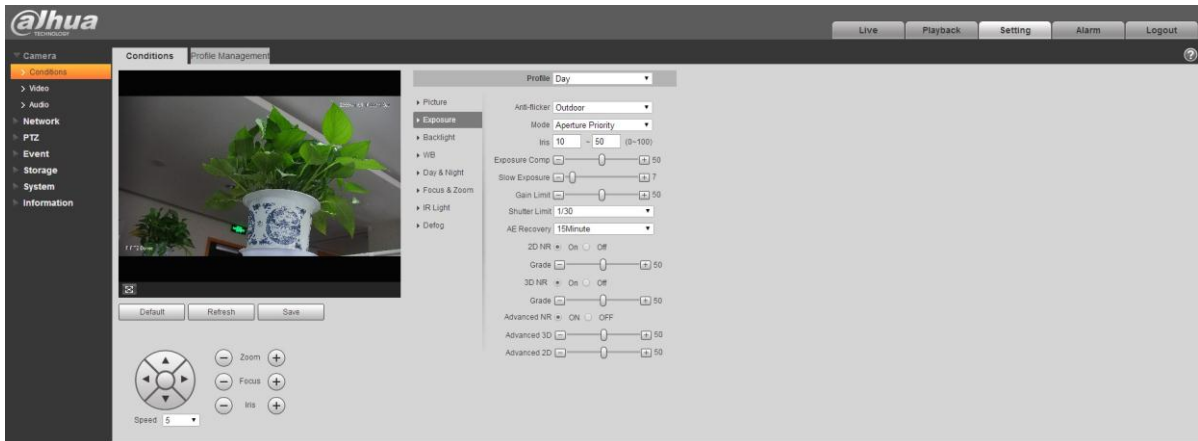 alhua
TECHNOLOGY
Live Playback Setting Alarm Logout
Camera
Conditions
Video
Audio
Network
PTZ
Event
Storage
System
Information
Conditions Profile Management
Default Refresh Save
Zoom
Focus
Iris
Speed 5
Profile Day
Picture
Exposure
Backlight
WB
Day & Night
Focus & Zoom
IR Light
Defog
Anti-flicker Outdoor
Mode Aperture Priority
Iris 10 - 50 (0~100)
Exposure Comp 50
Slow Exposure 7
Gain Limit 50
Shutter Limit 1/30
AE Recovery 15Minute
2D NR On Off
Grade 50
3D NR On Off
Grade 50
Advanced NR ON OFF
Advanced 3D 50
Advanced 2D 50